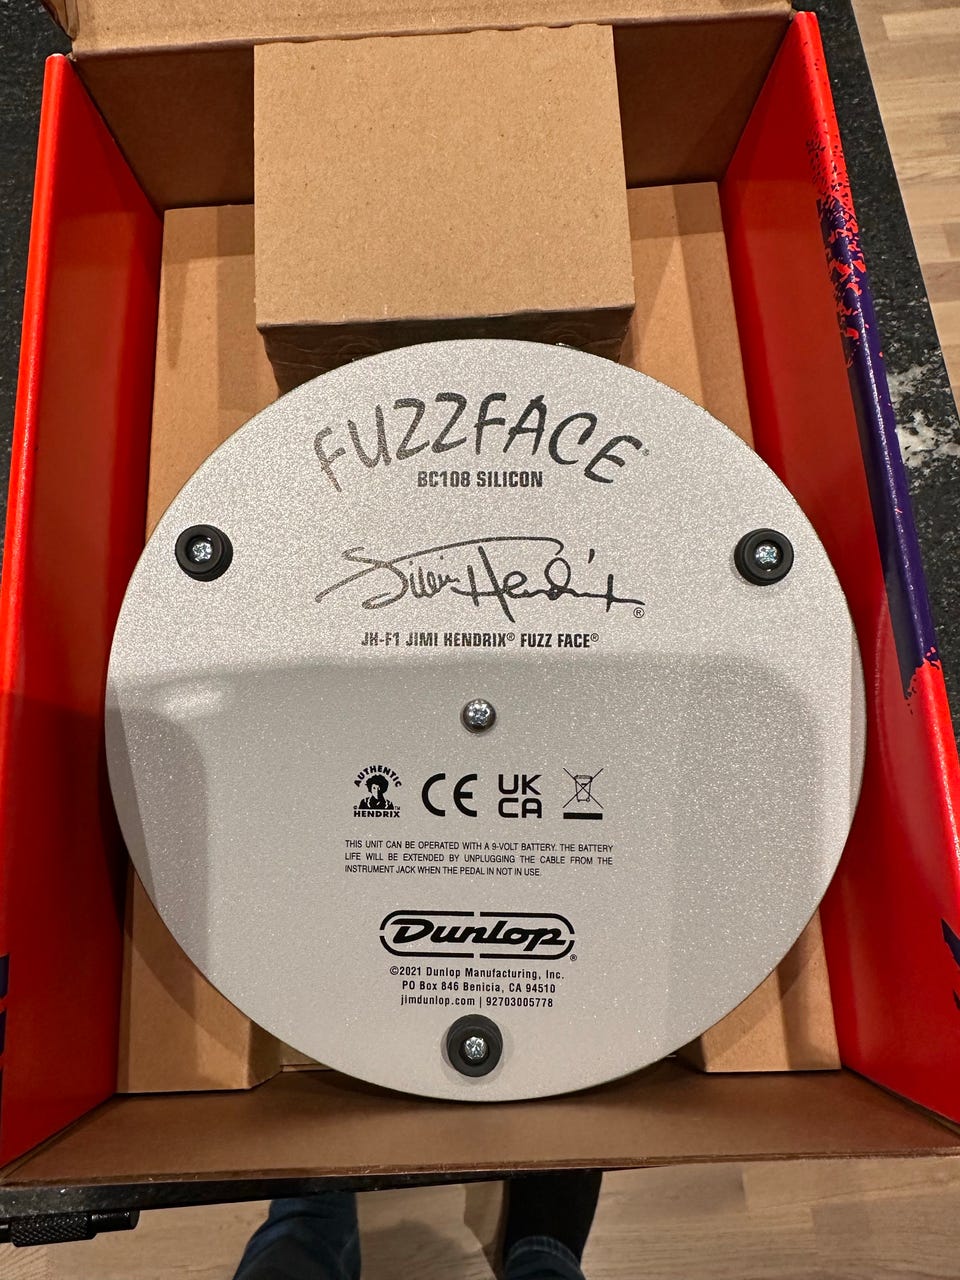 FUZZFACE®
BC108 SILICON
Jimi Hendrix ®
JH-F1 JIMI HENDRIX® FUZZ FACE®
AUTHENTIC
© HENDRIX ™
CE
UK
CA
THIS UNIT CAN BE OPERATED WITH A 9-VOLT BATTERY. THE BATTERY
LIFE WILL BE EXTENDED BY UNPLUGGING THE CABLE FROM THE
INSTRUMENT JACK WHEN THE PEDAL IN NOT IN USE.
Dunlop®
©2021 Dunlop Manufacturing, Inc.
PO Box 846 Benicia, CA 94510
jimdunlop.com | 92703005778